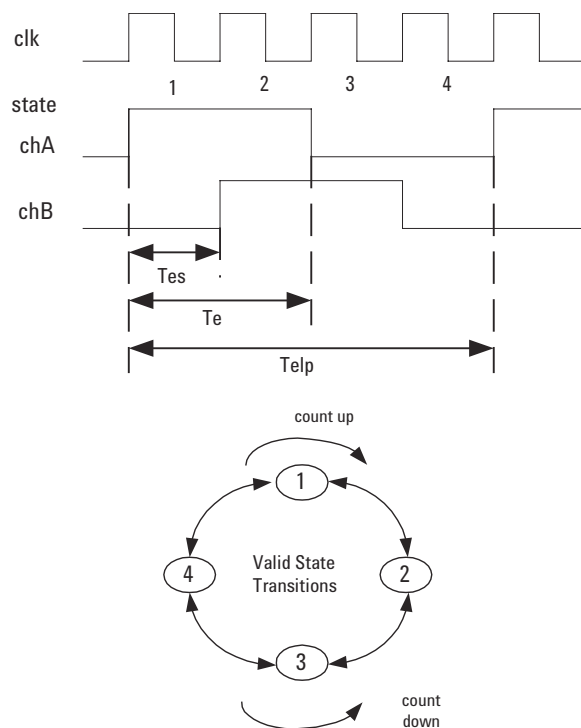 clk
1 2 3 4
state
chA
chB
Tes
Te
Telp
count up
1
4
Valid State
Transitions
2
3
count
down